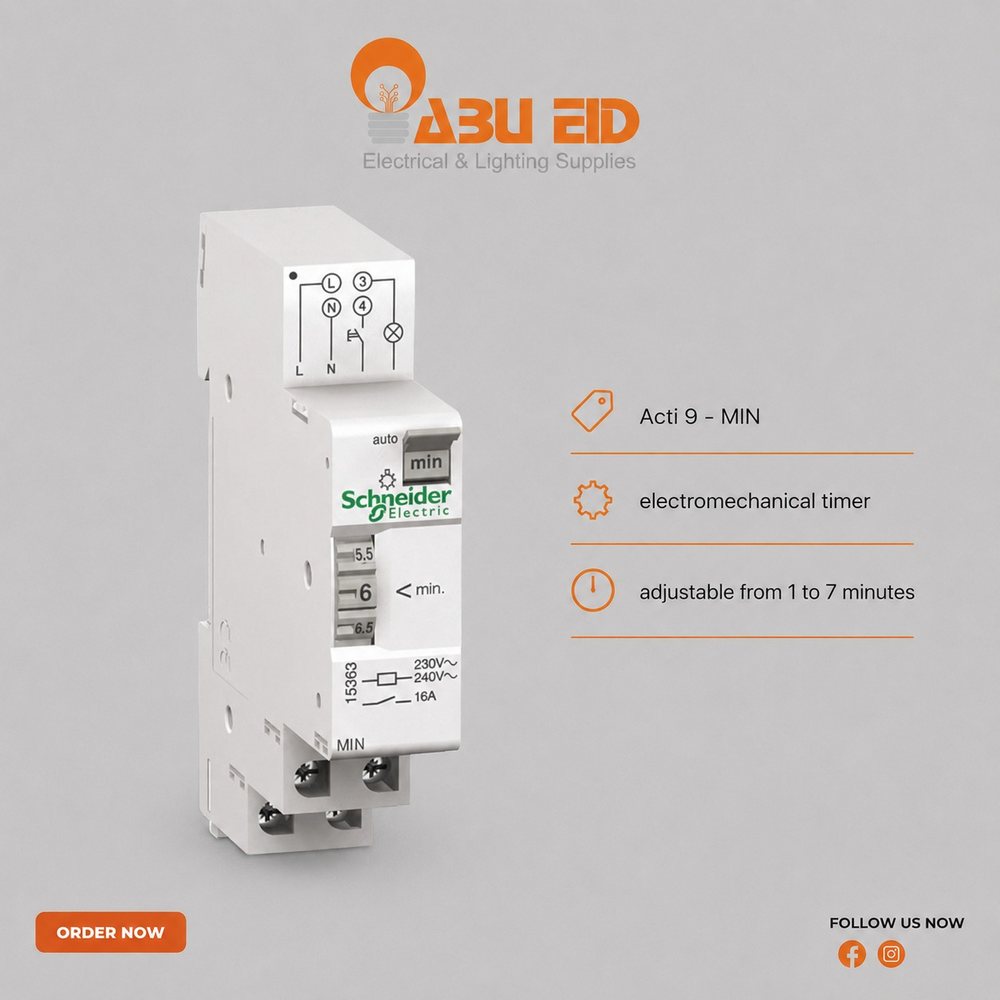 ABU EID
Electrical & Lighting Supplies
L 3
N 4
L N
auto
min
Schneider
Electric
5.5
6 < min.
6.5
15363
230V~
240V~
16A
MIN
Acti 9 - MIN
electromechanical timer
adjustable from 1 to 7 minutes
ORDER NOW
FOLLOW US NOW